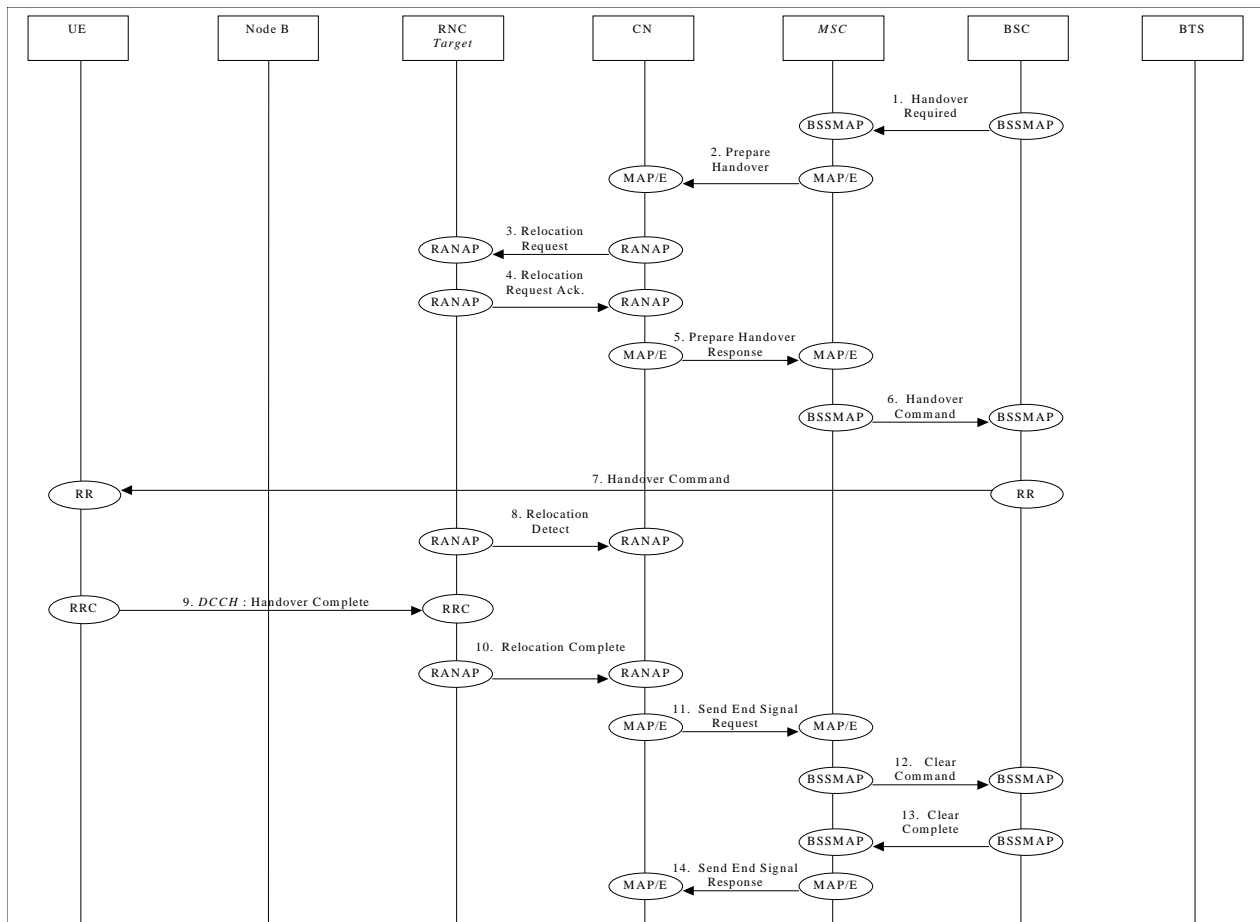 UE
Node B
RNC
Target
CN
MSC
BSC
BTS
1. Handover
Required
BSSMAP
BSSMAP
2. Prepare
Handover
MAP/E
MAP/E
3. Relocation
Request
RANAP
RANAP
4. Relocation
Request Ack.
RANAP
RANAP
5. Prepare Handover
Response
MAP/E
MAP/E
6. Handover
Command
BSSMAP
BSSMAP
7. Handover Command
RR
RR
8. Relocation
Detect
RANAP
RANAP
9. DCCH : Handover Complete
RRC
RRC
10. Relocation Complete
RANAP
RANAP
11. Send End Signal
Request
MAP/E
MAP/E
12. Clear
Command
BSSMAP
BSSMAP
13. Clear
Complete
BSSMAP
BSSMAP
14. Send End Signal
Response
MAP/E
MAP/E